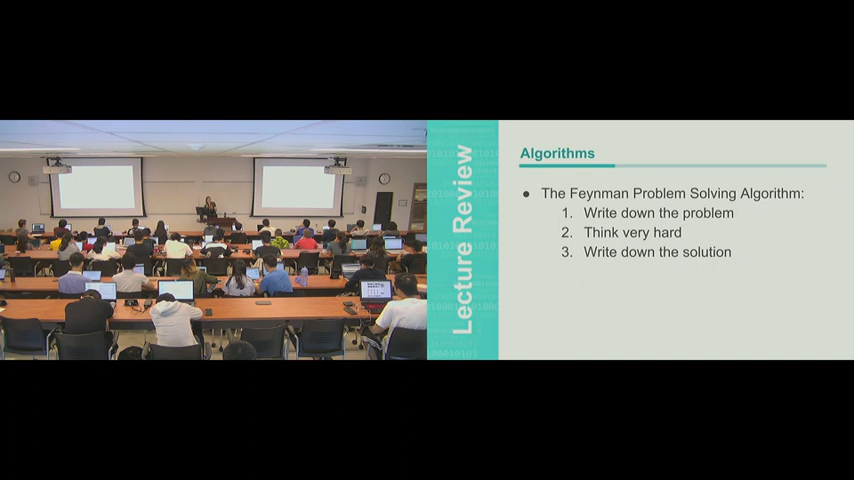 Lecture Review
Algorithms
● The Feynman Problem Solving Algorithm:
1. Write down the problem
2. Think very hard
3. Write down the solution